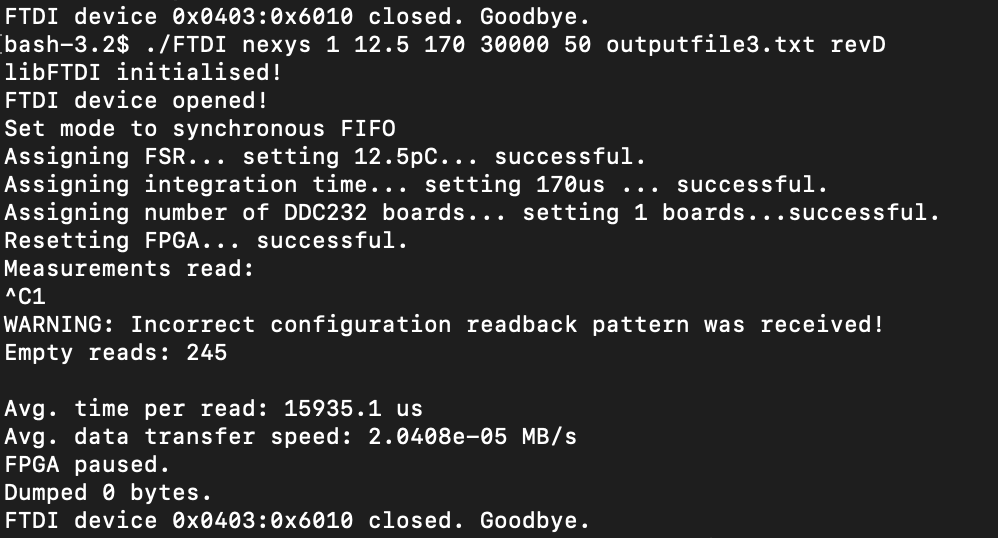 FTDI device 0x0403:0x6010 closed. Goodbye.
bash-3.2$ ./FTDI nexys 1 12.5 170 30000 50 outputfile3.txt revD
libFTDI initialised!
FTDI device opened!
Set mode to synchronous FIFO
Assigning FSR... setting 12.5pC... successful.
Assigning integration time... setting 170us ... successful.
Assigning number of DDC232 boards... setting 1 boards...successful.
Resetting FPGA... successful.
Measurements read:
^C1
WARNING: Incorrect configuration readback pattern was received!
Empty reads: 245
Avg. time per read: 15935.1 us
Avg. data transfer speed: 2.0408e-05 MB/s
FPGA paused.
Dumped 0 bytes.
FTDI device 0x0403:0x6010 closed. Goodbye.